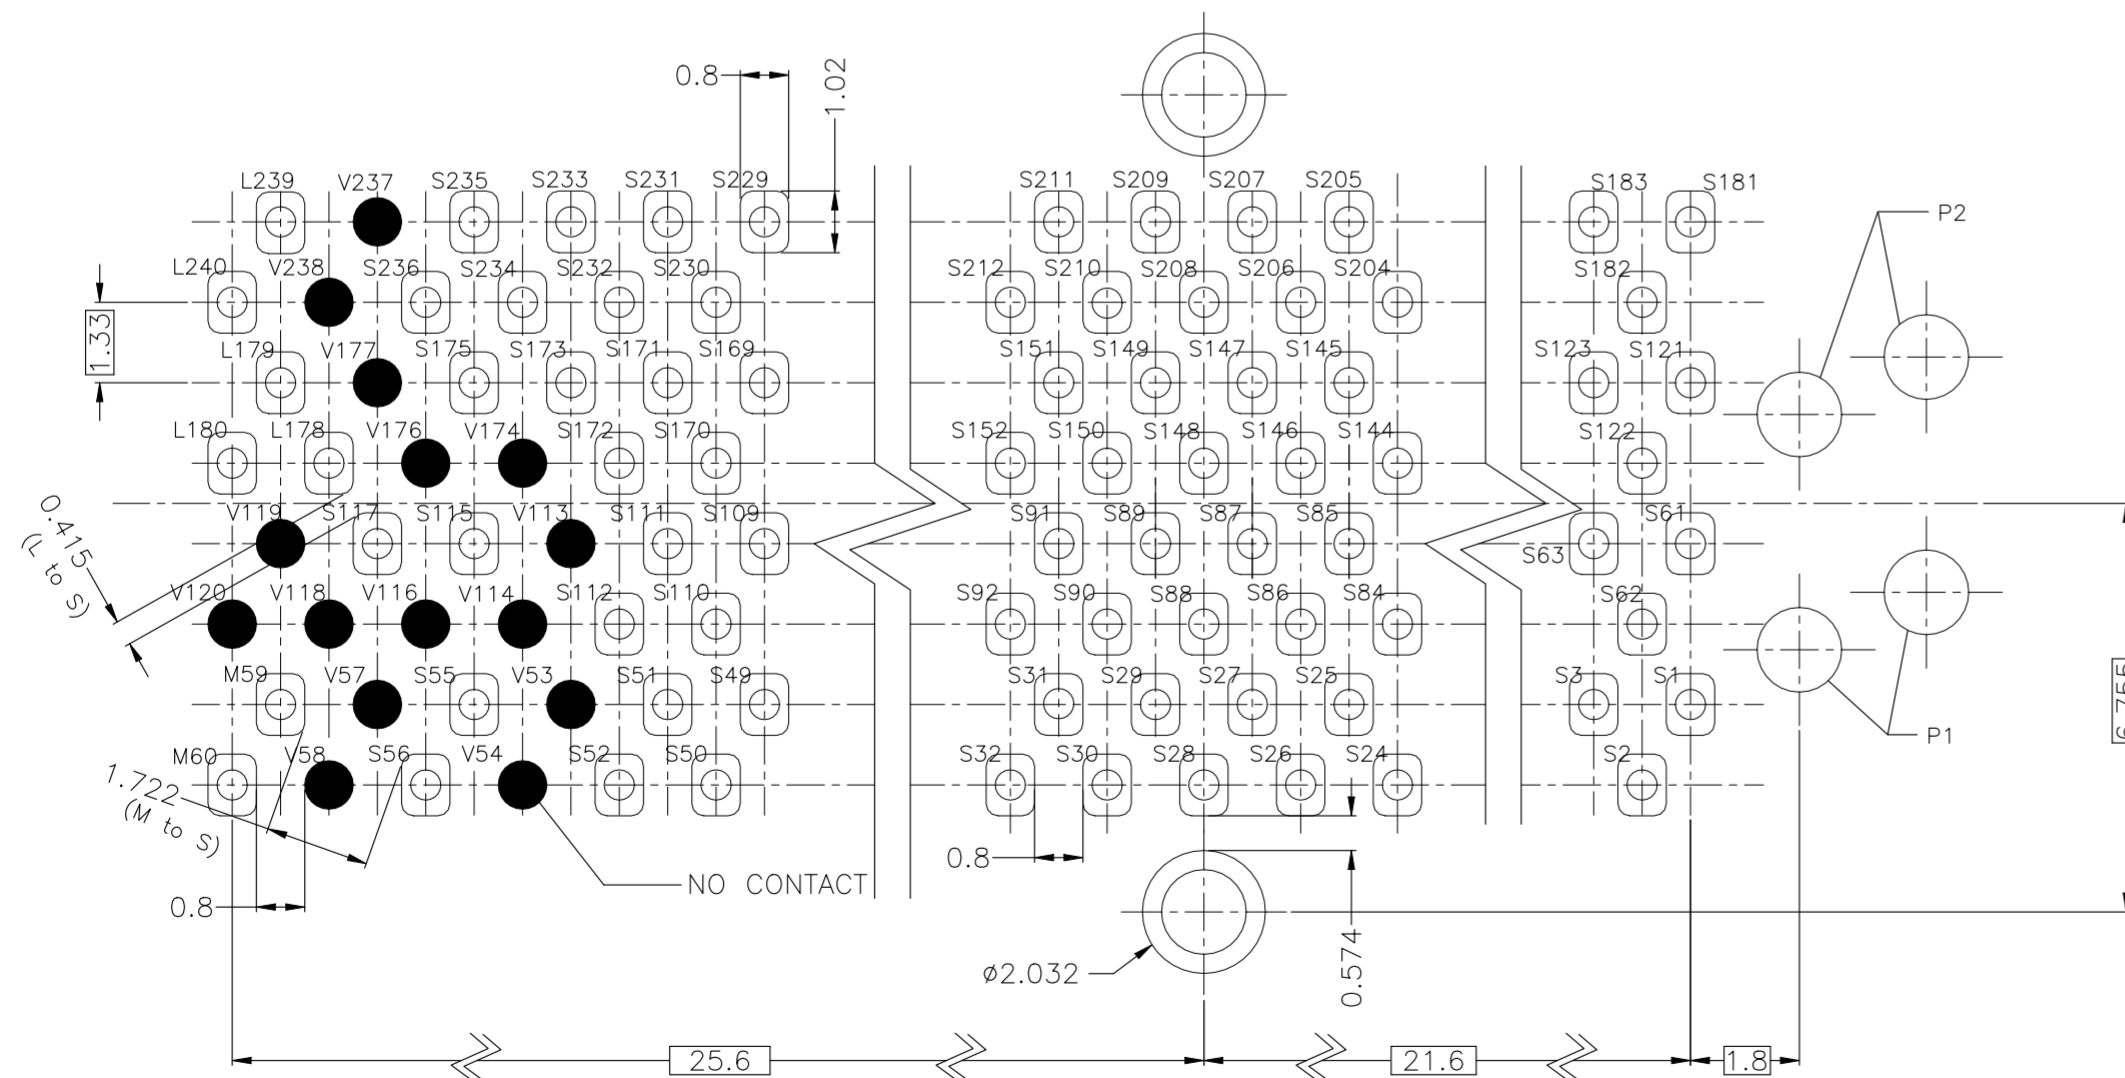 0.8
1.02
L239 V237 S235 S233 S231 S229 S211 S209 S207 S205 S183 S181
P2
L240 V238 S236 S234 S232 S230 S212 S210 S208 S206 S204 S182
1.33
L179 V177 S175 S173 S171 S169 S151 S149 S147 S145 S123 S121
L180 L178 V176 V174 S172 S170 S152 S150 S148 S146 S144 S122
0.415
(L to S)
V119 S117 S115 V113 S111 S109 S91 S89 S87 S85 S63 S61
V120 V118 V116 V114 S112 S110 S92 S90 S88 S86 S84 S62
M59 V57 S55 V53 S51 S49 S31 S29 S27 S25 S3 S1
6.755
P1
M60 V58 S56 V54 S52 S50 S32 S30 S28 S26 S24 S2
1.722
(M to S)
0.8
NO CONTACT
0.8
0.574
ø2.032
25.6
21.6
1.8